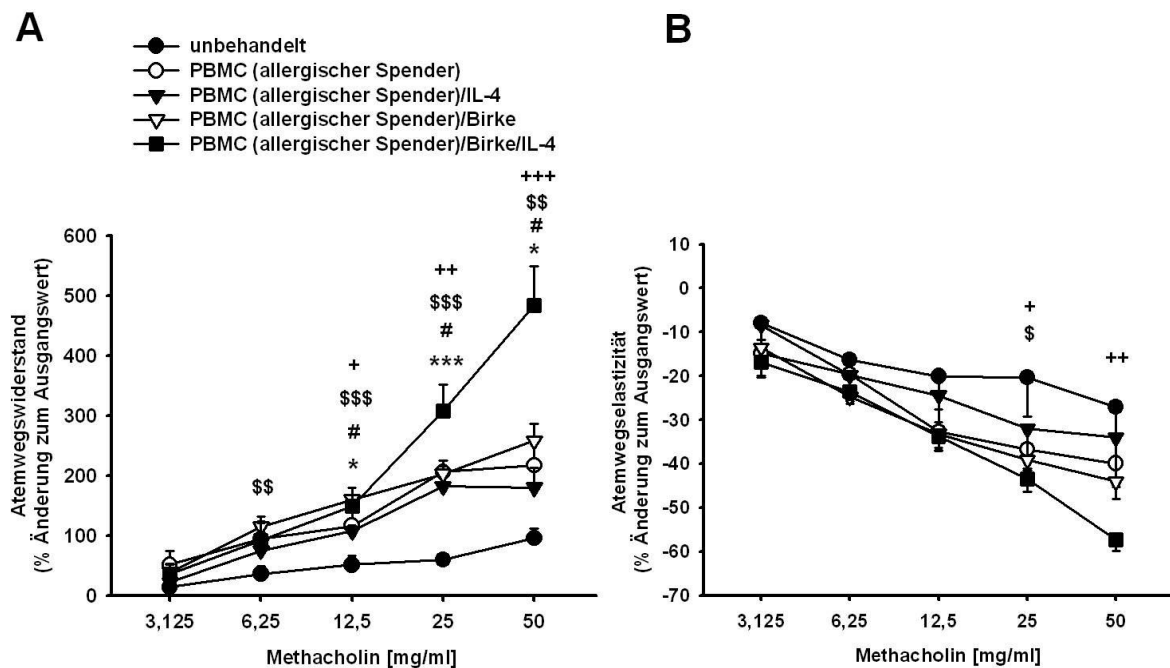 A
unbehandelt
PBMC (allergischer Spender)
PBMC (allergischer Spender)/IL-4
PBMC (allergischer Spender)/Birke
PBMC (allergischer Spender)/Birke/IL-4
Atemwegswiderstand
(% Änderung zum Ausgangswert)
600
500
400
300
200
100
0
$$
+
$$$
#
*
++
$$$
#
***
+++
$$
#
*
3,125 6,25 12,5 25 50
Methacholin [mg/ml]
B
Atemwegselastizität
(% Änderung zum Ausgangswert)
10
0
-10
-20
-30
-40
-50
-60
-70
+
$
++
3,125 6,25 12,5 25 50
Methacholin [mg/ml]